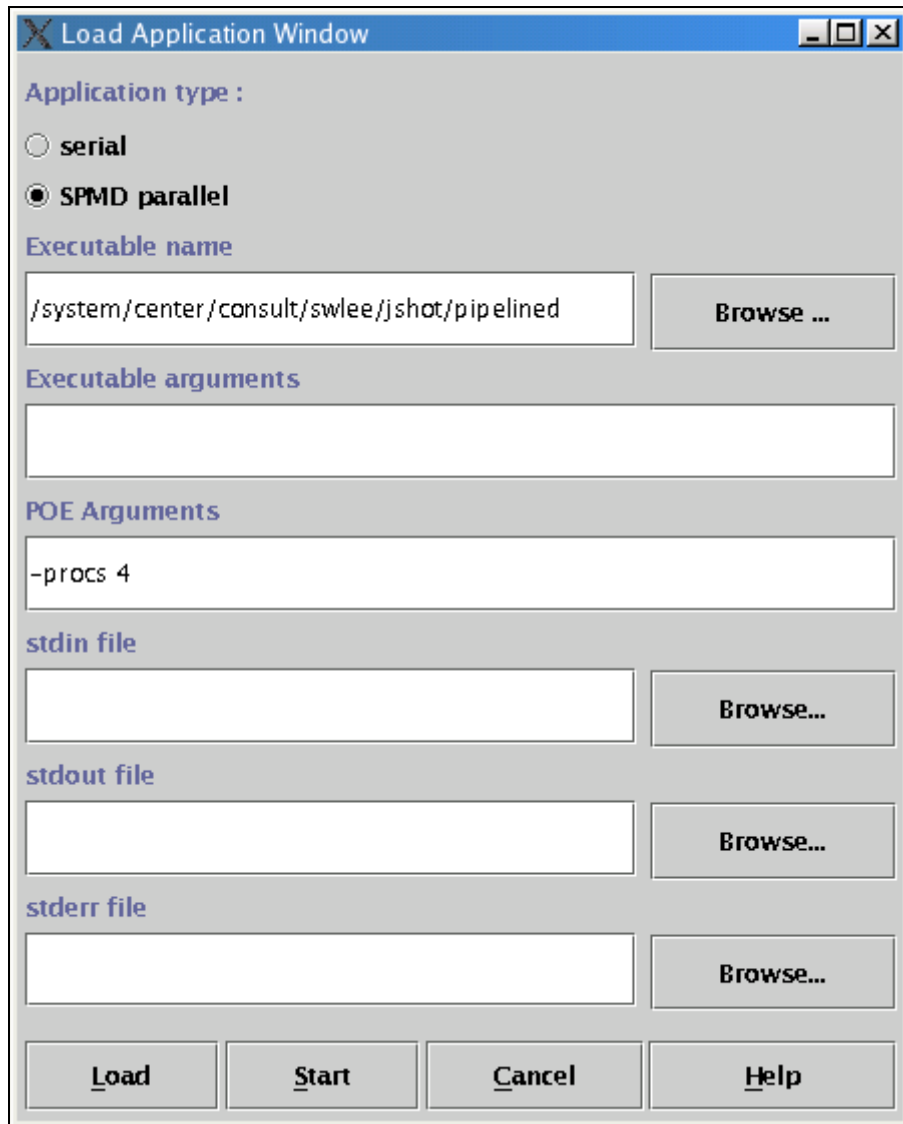 Load Application Window
Application type :
serial
SPMD parallel
Executable name
/system/center/consult/swlee/jshot/pipelined
Browse ...
Executable arguments
POE Arguments
-procs 4
stdin file
Browse...
stdout file
Browse...
stderr file
Browse...
Load Start Cancel Help